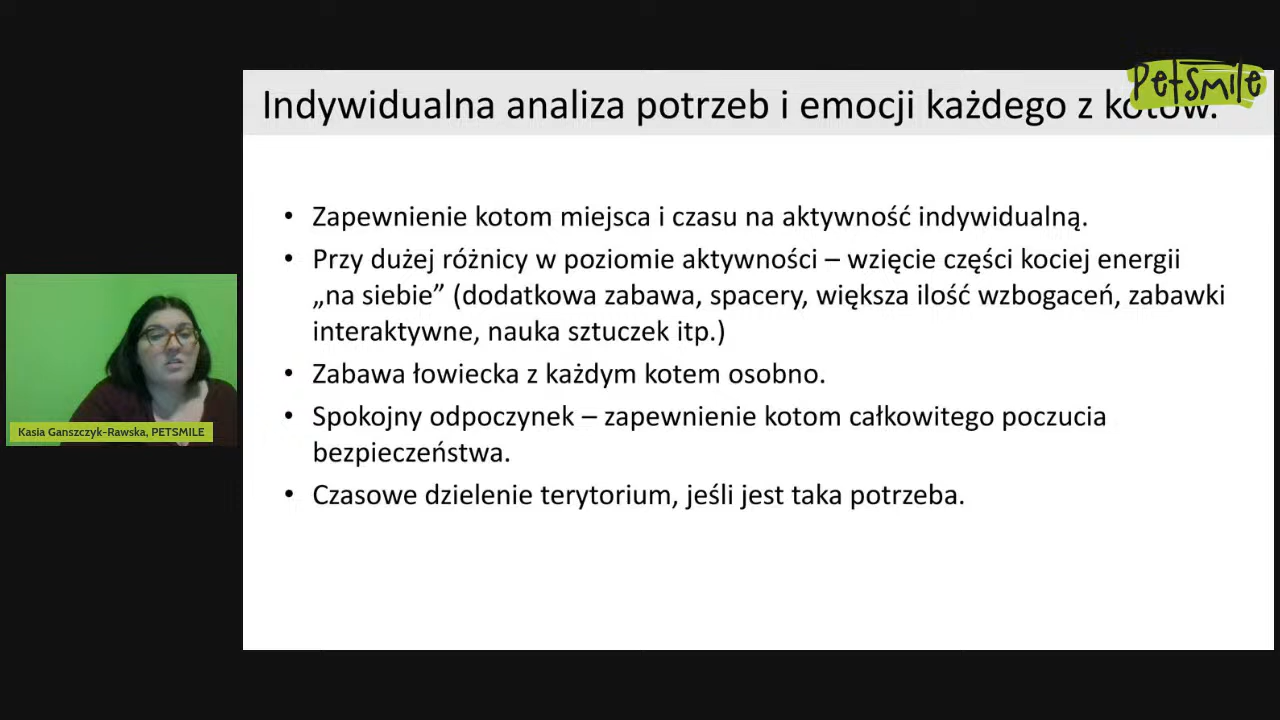 PetSmile
Indywidualna analiza potrzeb i emocji każdego z kotów.
• Zapewnienie kotom miejsca i czasu na aktywność indywidualną.
• Przy dużej różnicy w poziomie aktywności – wzięcie części kociej energii
„na siebie” (dodatkowa zabawa, spacery, większa ilość wzbogaceń, zabawki
interaktywne, nauka sztuczek itp.)
• Zabawa łowiecka z każdym kotem osobno.
• Spokojny odpoczynek – zapewnienie kotom całkowitego poczucia
bezpieczeństwa.
• Czasowe dzielenie terytorium, jeśli jest taka potrzeba.
Kasia Ganszczyk-Rawska, PETSMILE